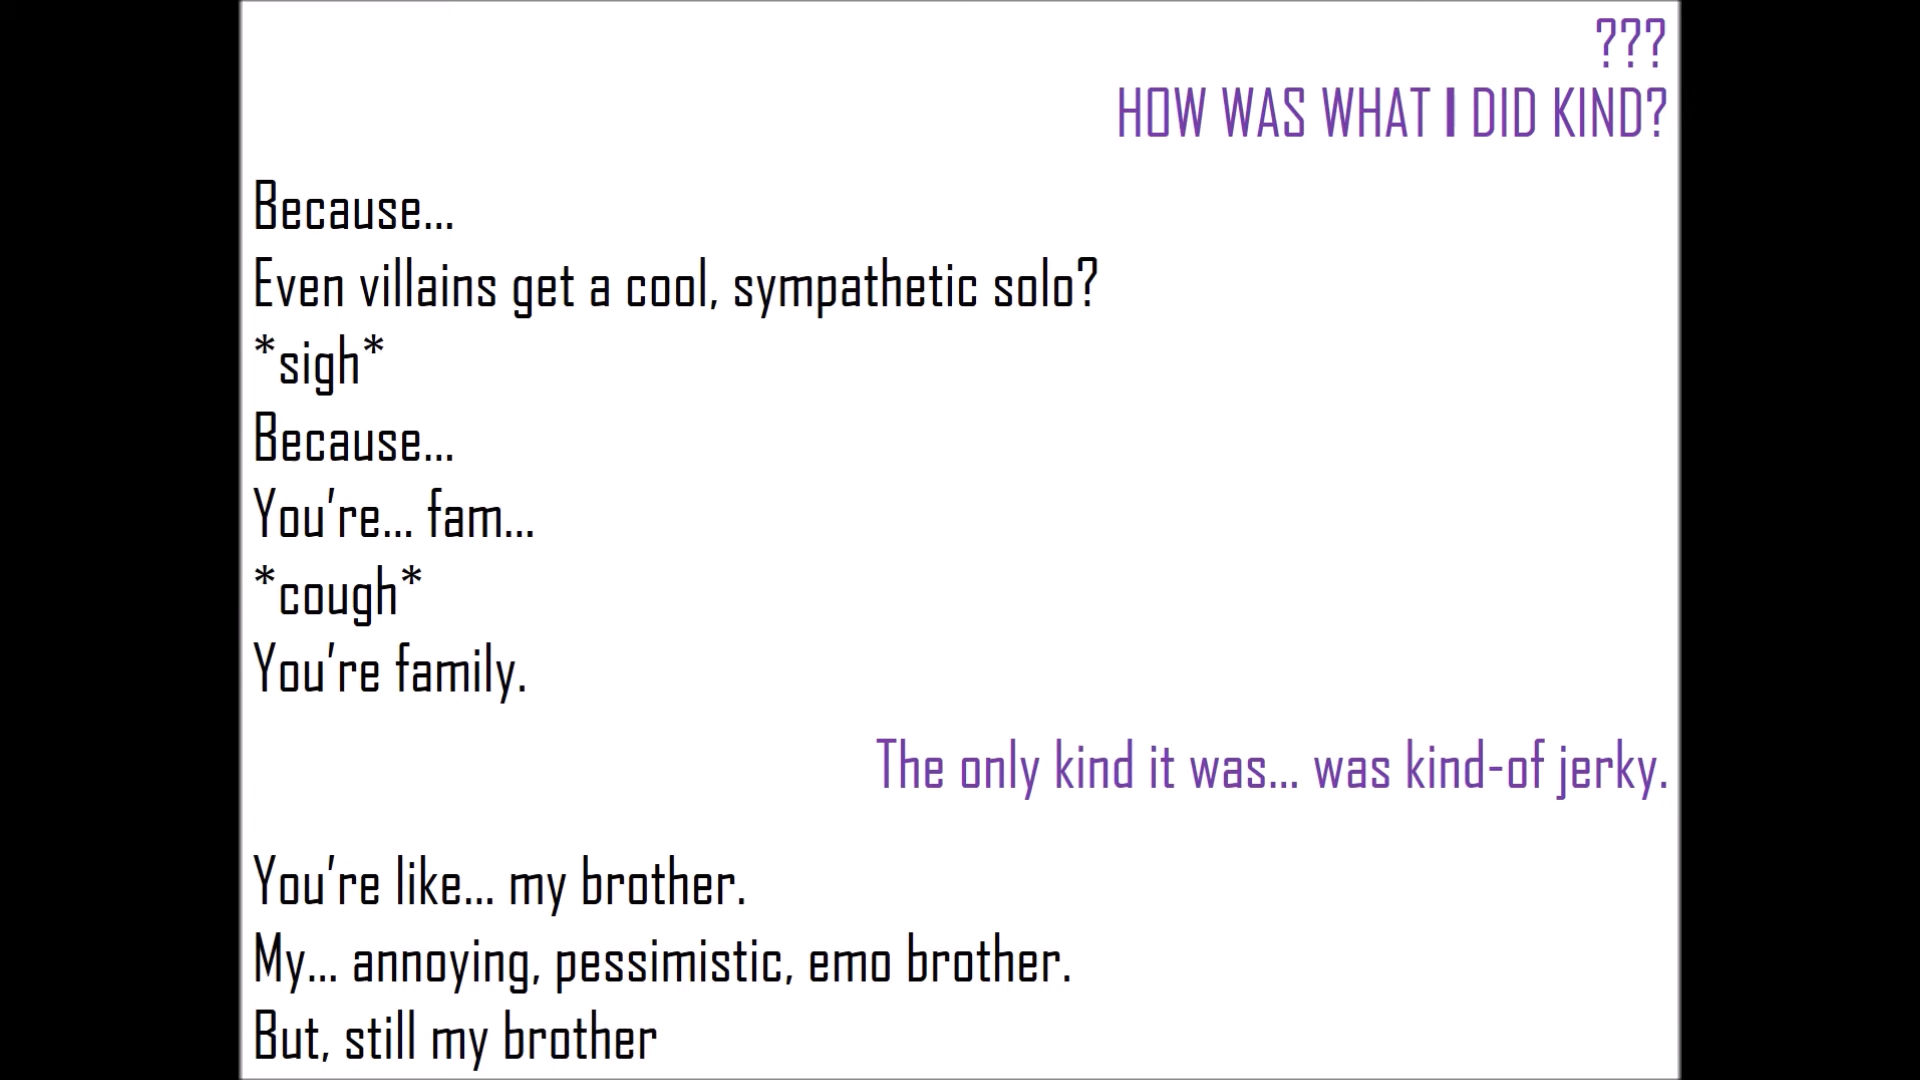 ???
HOW WAS WHAT I DID KIND?
Because...
Even villains get a cool, sympathetic solo?
*sigh*
Because...
You're... fam...
*cough*
You're family.
The only kind it was... was kind-of jerky.
You're like... my brother.
My... annoying, pessimistic, emo brother.
But, still my brother